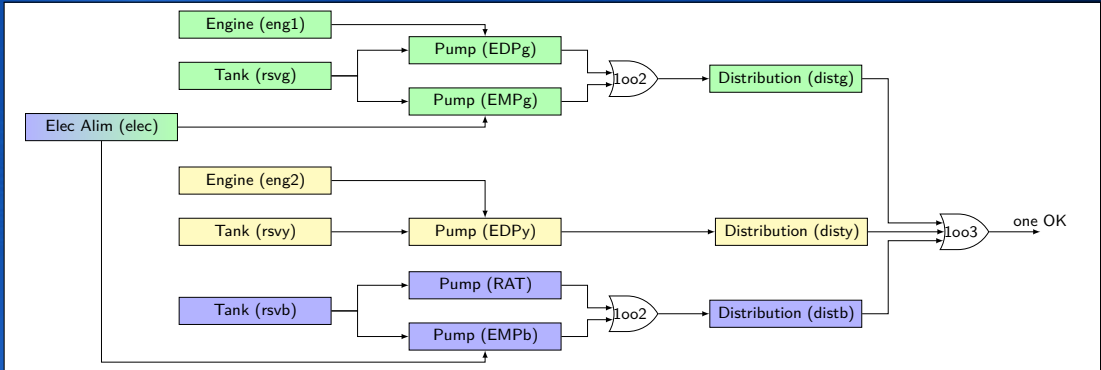 Engine (eng1)
Pump (EDPg)
Tank (rsvg)
1oo2
Distribution (distg)
Pump (EMPg)
Elec Alim (elec)
Engine (eng2)
Tank (rsvy)
Pump (EDPy)
Distribution (disty)
1oo3
one OK
Pump (RAT)
Tank (rsvb)
1oo2
Distribution (distb)
Pump (EMPb)